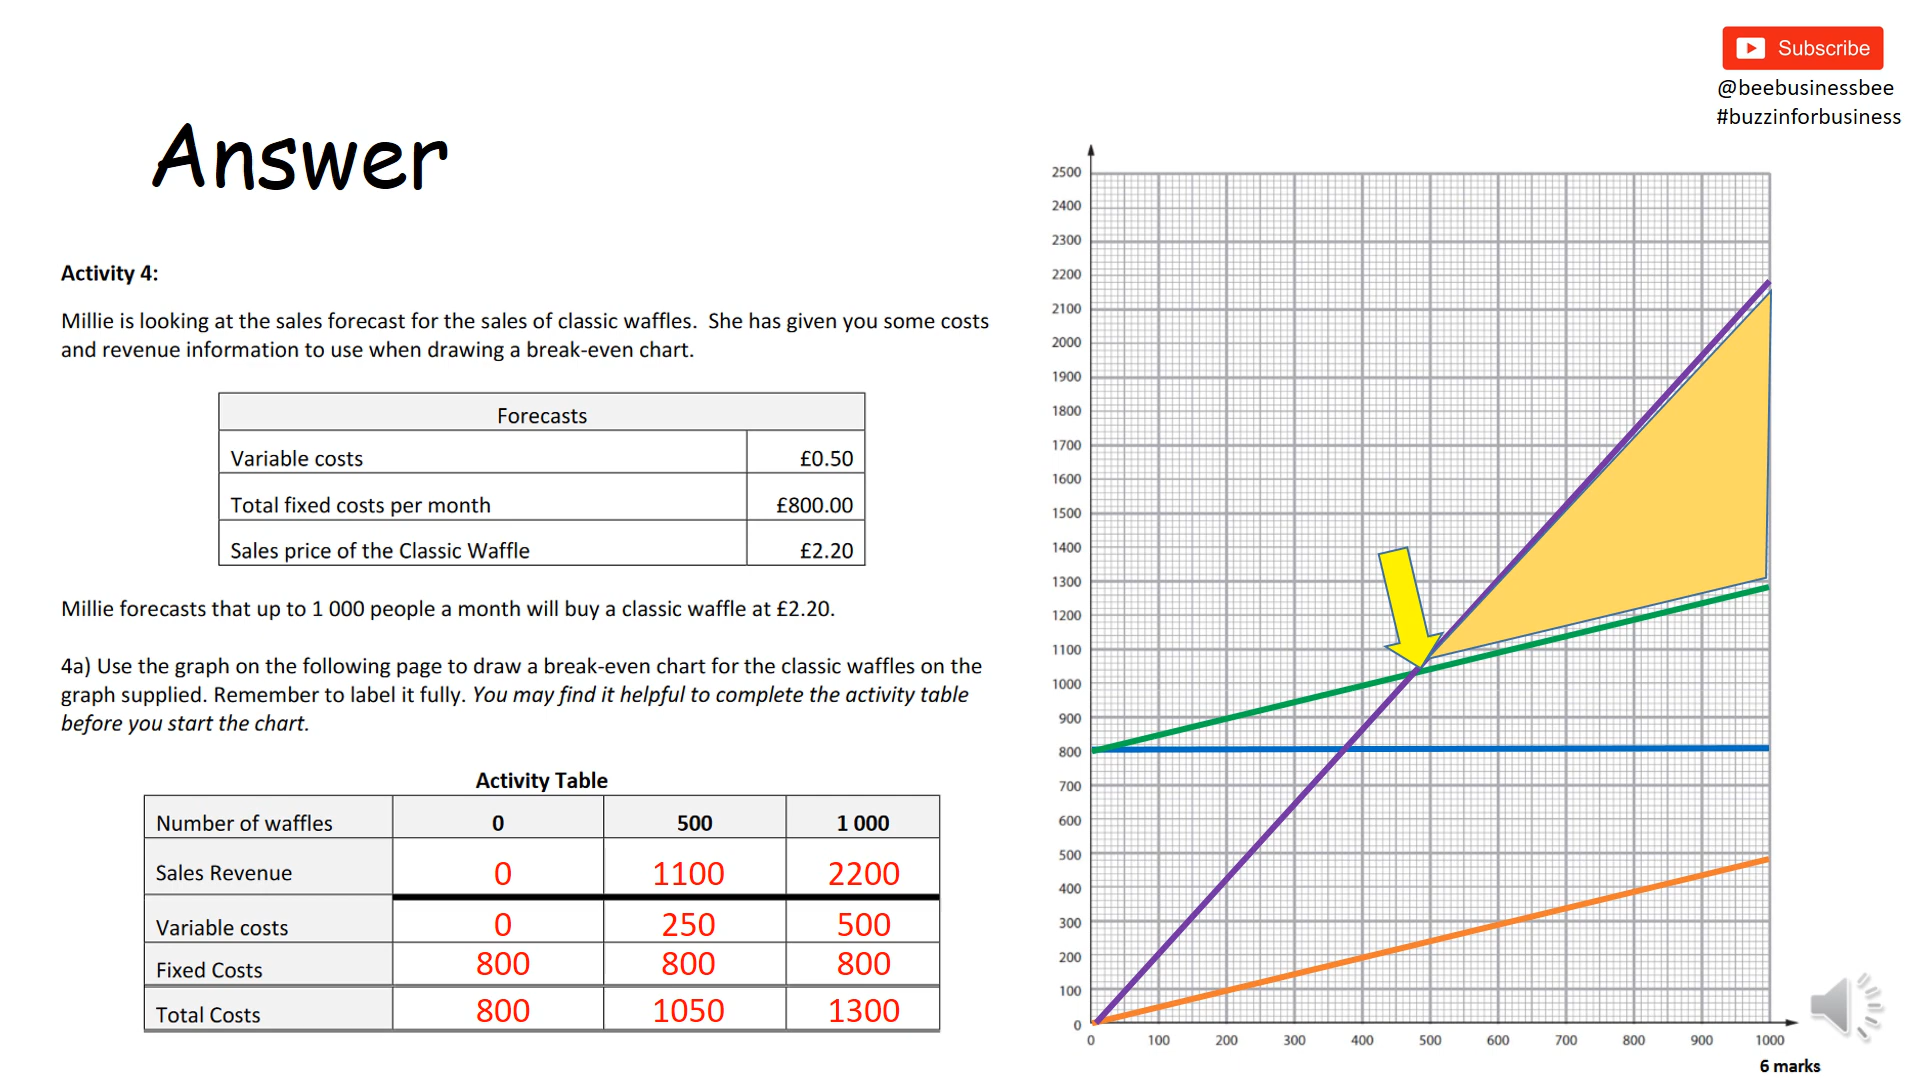 Subscribe
@beebusinessbee
#buzzinforbusiness
Answer
Activity 4:
Millie is looking at the sales forecast for the sales of classic waffles.  She has given you some costs
and revenue information to use when drawing a break-even chart.
Forecasts
Variable costs £0.50
Total fixed costs per month £800.00
Sales price of the Classic Waffle £2.20
Millie forecasts that up to 1 000 people a month will buy a classic waffle at £2.20.
4a) Use the graph on the following page to draw a break-even chart for the classic waffles on the
graph supplied. Remember to label it fully. You may find it helpful to complete the activity table
before you start the chart.
Activity Table
Number of waffles 0 500 1 000
Sales Revenue 0 1100 2200
Variable costs 0 250 500
Fixed Costs 800 800 800
Total Costs 800 1050 1300
2500
2400
2300
2200
2100
2000
1900
1800
1700
1600
1500
1400
1300
1200
1100
1000
900
800
700
600
500
400
300
200
100
0
0 100 200 300 400 500 600 700 800 900 1000
6 marks